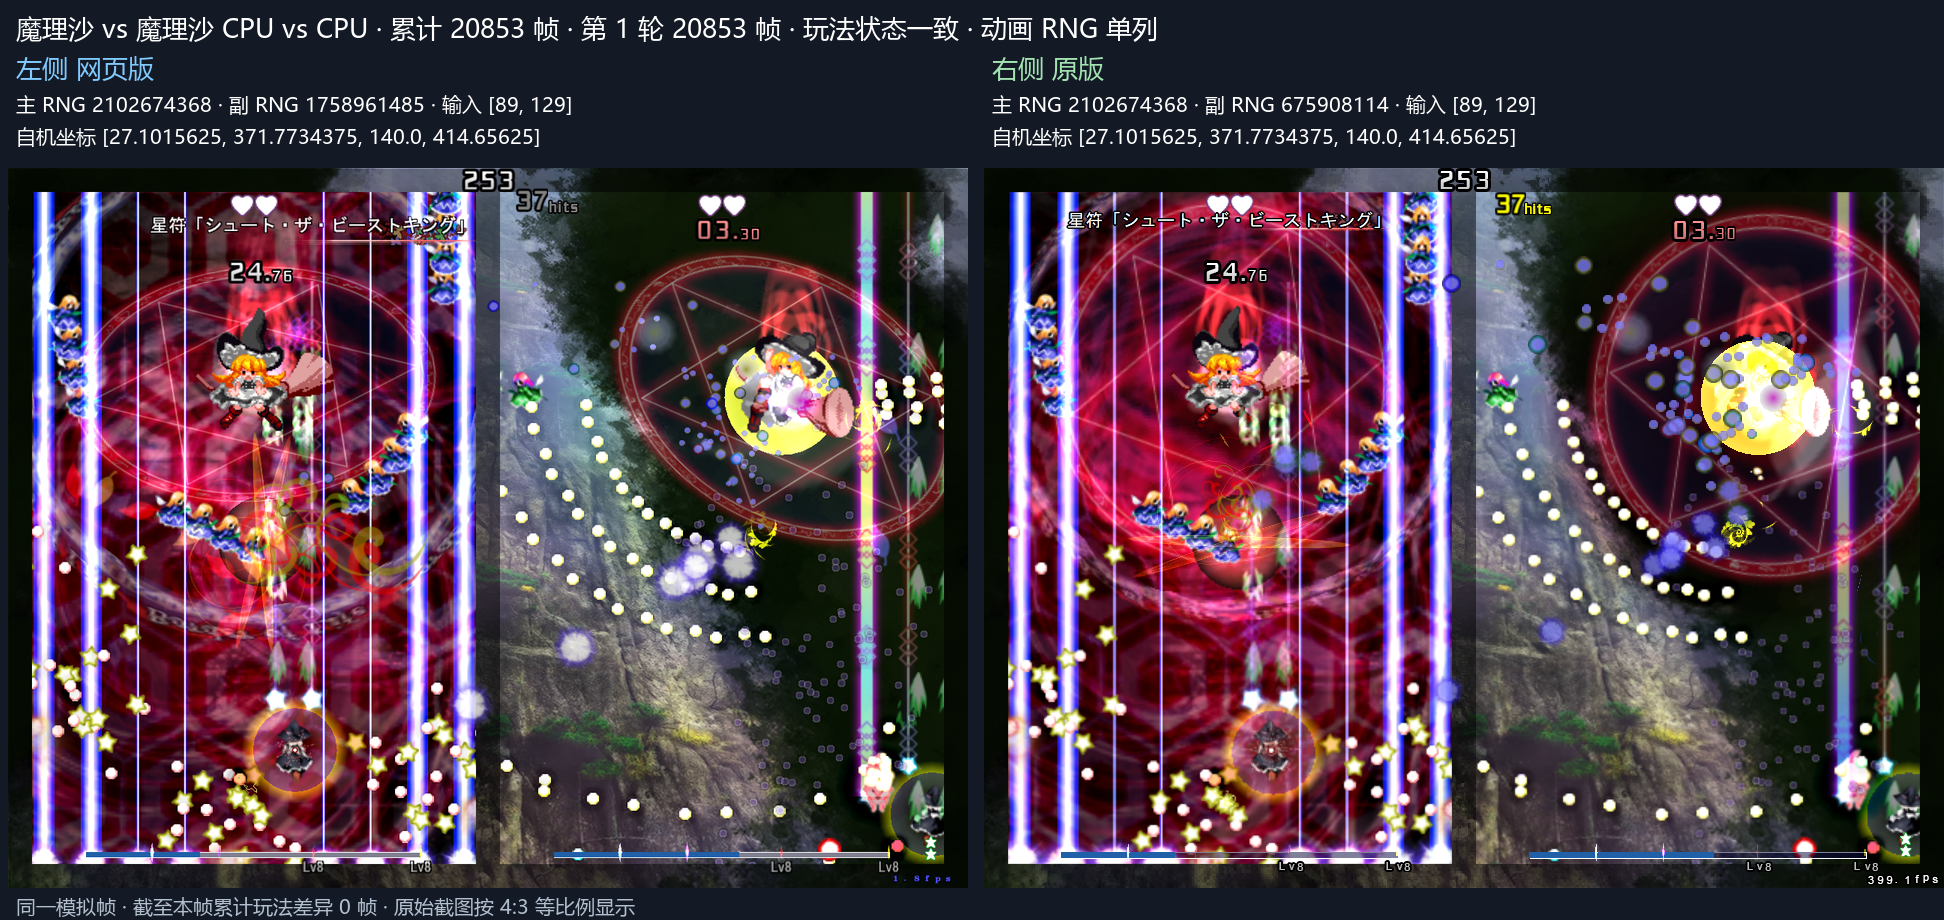 魔理沙 vs 魔理沙 CPU vs CPU · 累计 20853 帧 · 第 1 轮 20853 帧 · 玩法状态一致 · 动画 RNG 单列
左侧 网页版
主 RNG 2102674368 · 副 RNG 1758961485 · 输入 [89, 129]
自机坐标 [27.1015625, 371.7734375, 140.0, 414.65625]
右侧 原版
主 RNG 2102674368 · 副 RNG 675908114 · 输入 [89, 129]
自机坐标 [27.1015625, 371.7734375, 140.0, 414.65625]
253
37hits
星符「シュート・ザ・ビーストキング」
03.30
24.76
Lv8
Lv8
Lv8
Lv8
1.8fps
253
37hits
星符「シュート・ザ・ビーストキング」
03.30
24.76
Lv8
Lv8
Lv8
Lv8
399.1fps
同一模拟帧 · 截至本帧累计玩法差异 0 帧 · 原始截图按 4:3 等比例显示